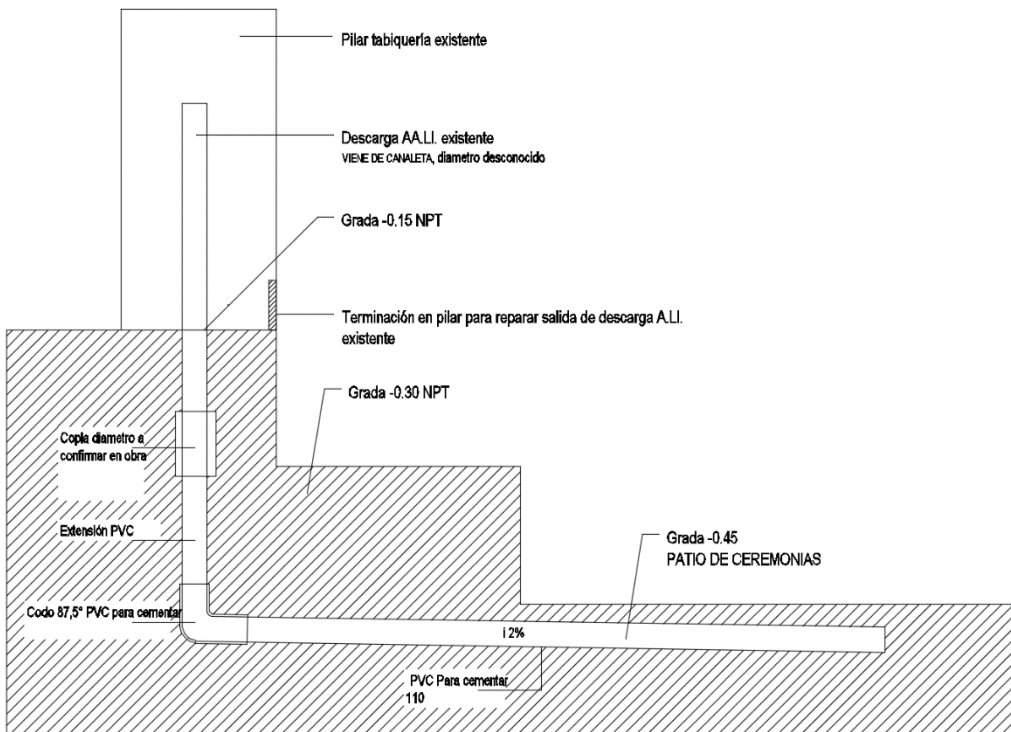 Pilar tabiquería existente
Descarga AA.LI. existente
VIENE DE CANALETA, diametro desconocido
Grada -0.15 NPT
Terminación en pilar para reparar salida de descarga A.LI.
existente
Grada -0.30 NPT
Copla diametro a
confirmar en obra
Extensión PVC
Grada -0.45
PATIO DE CEREMONIAS
Codo 87,5° PVC para cementar
i 2%
PVC Para cementar
110